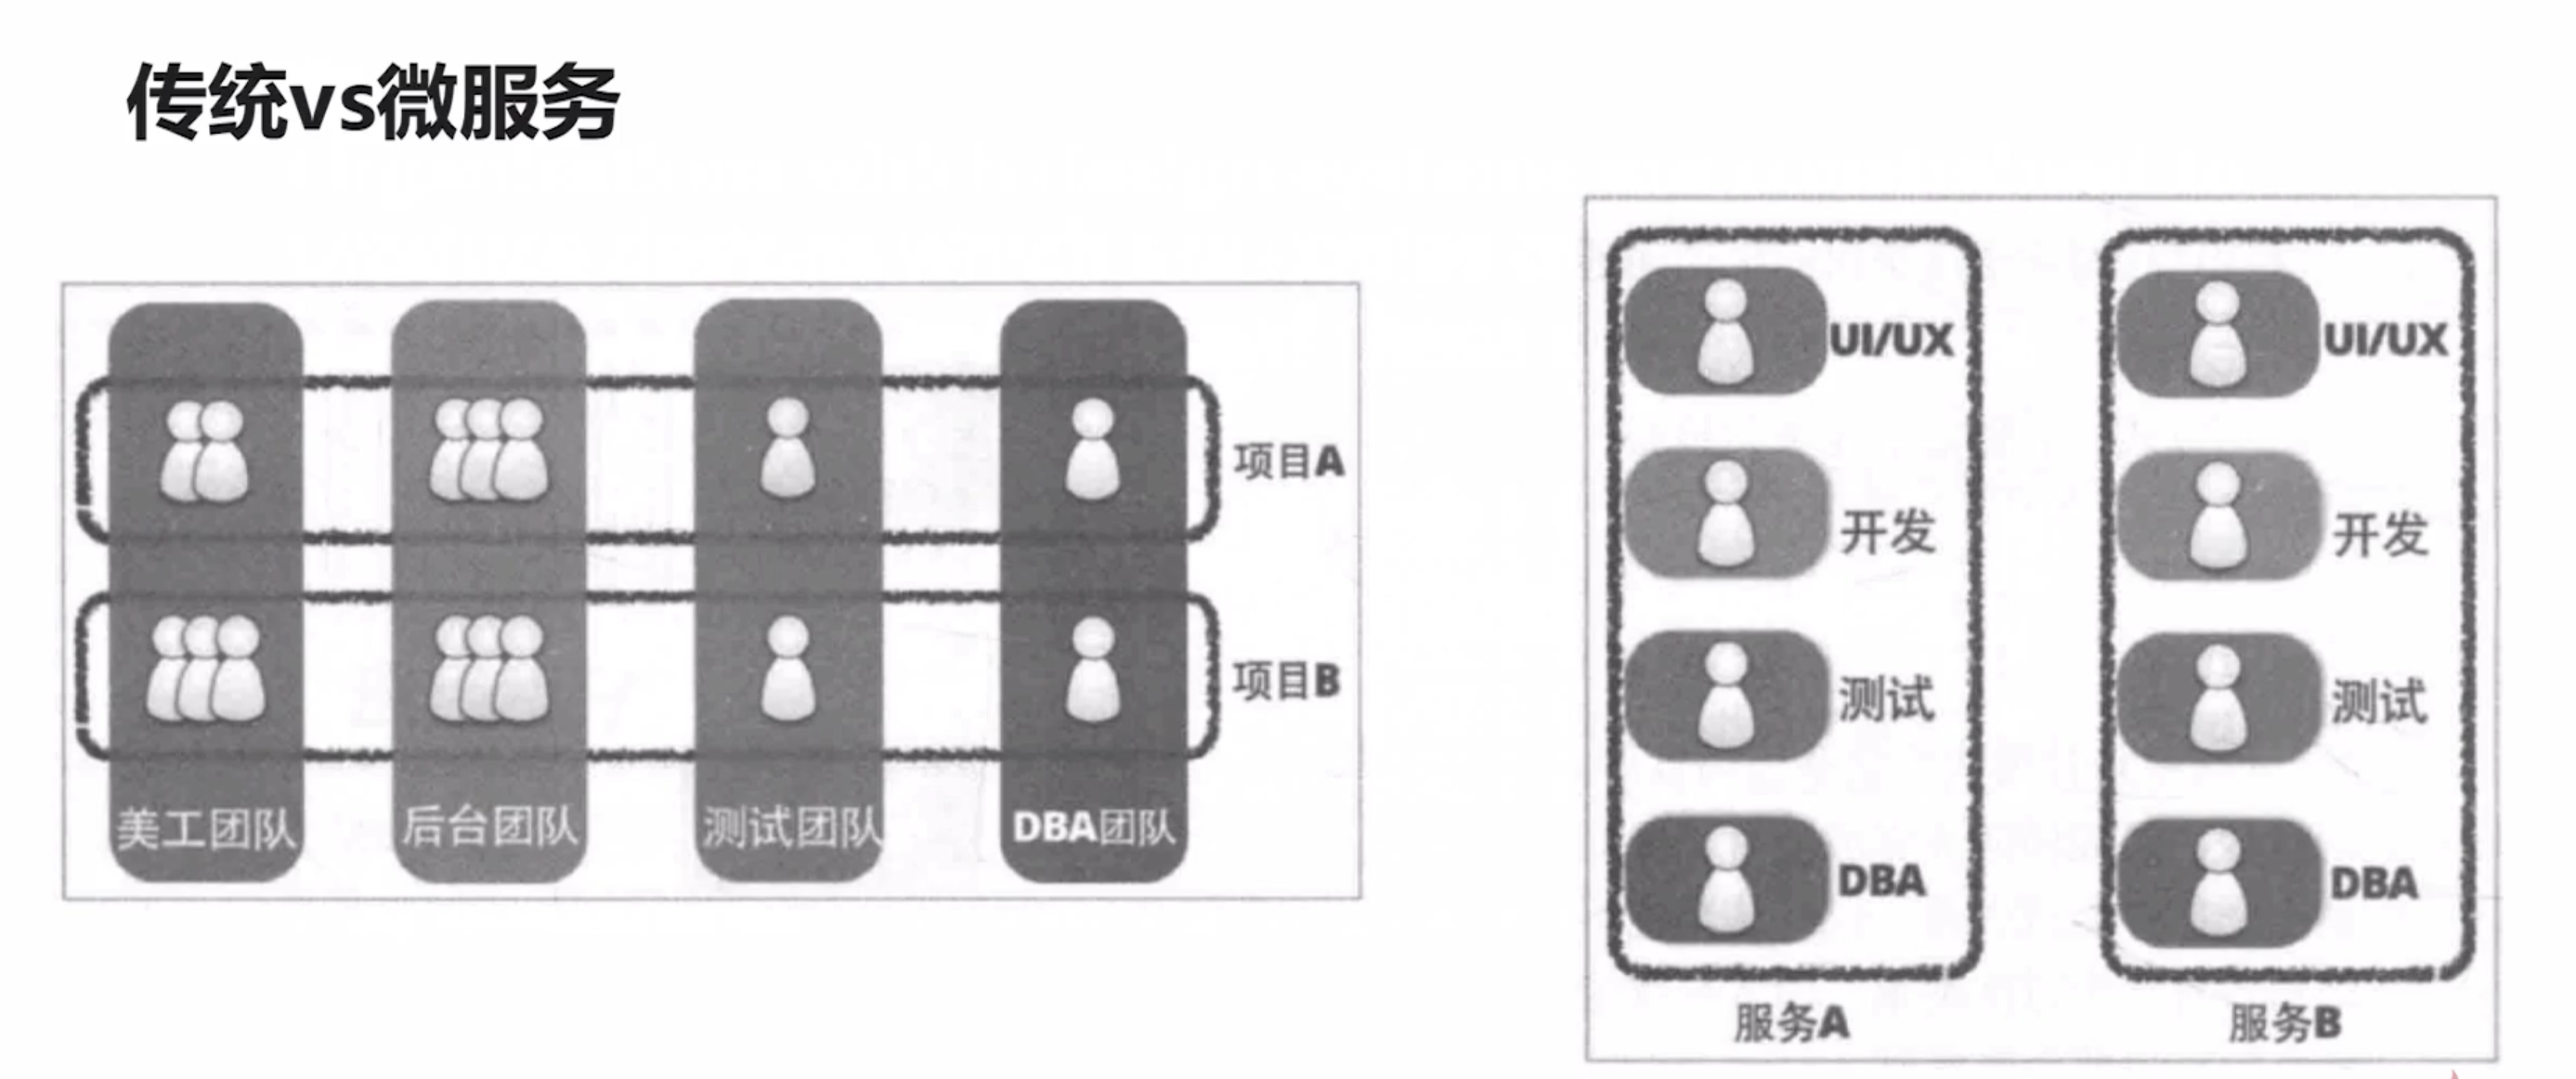 传统vs微服务
项目A
项目B
美工团队
后台团队
测试团队
DBA团队
UI/UX
开发
测试
DBA
服务A
UI/UX
开发
测试
DBA
服务B